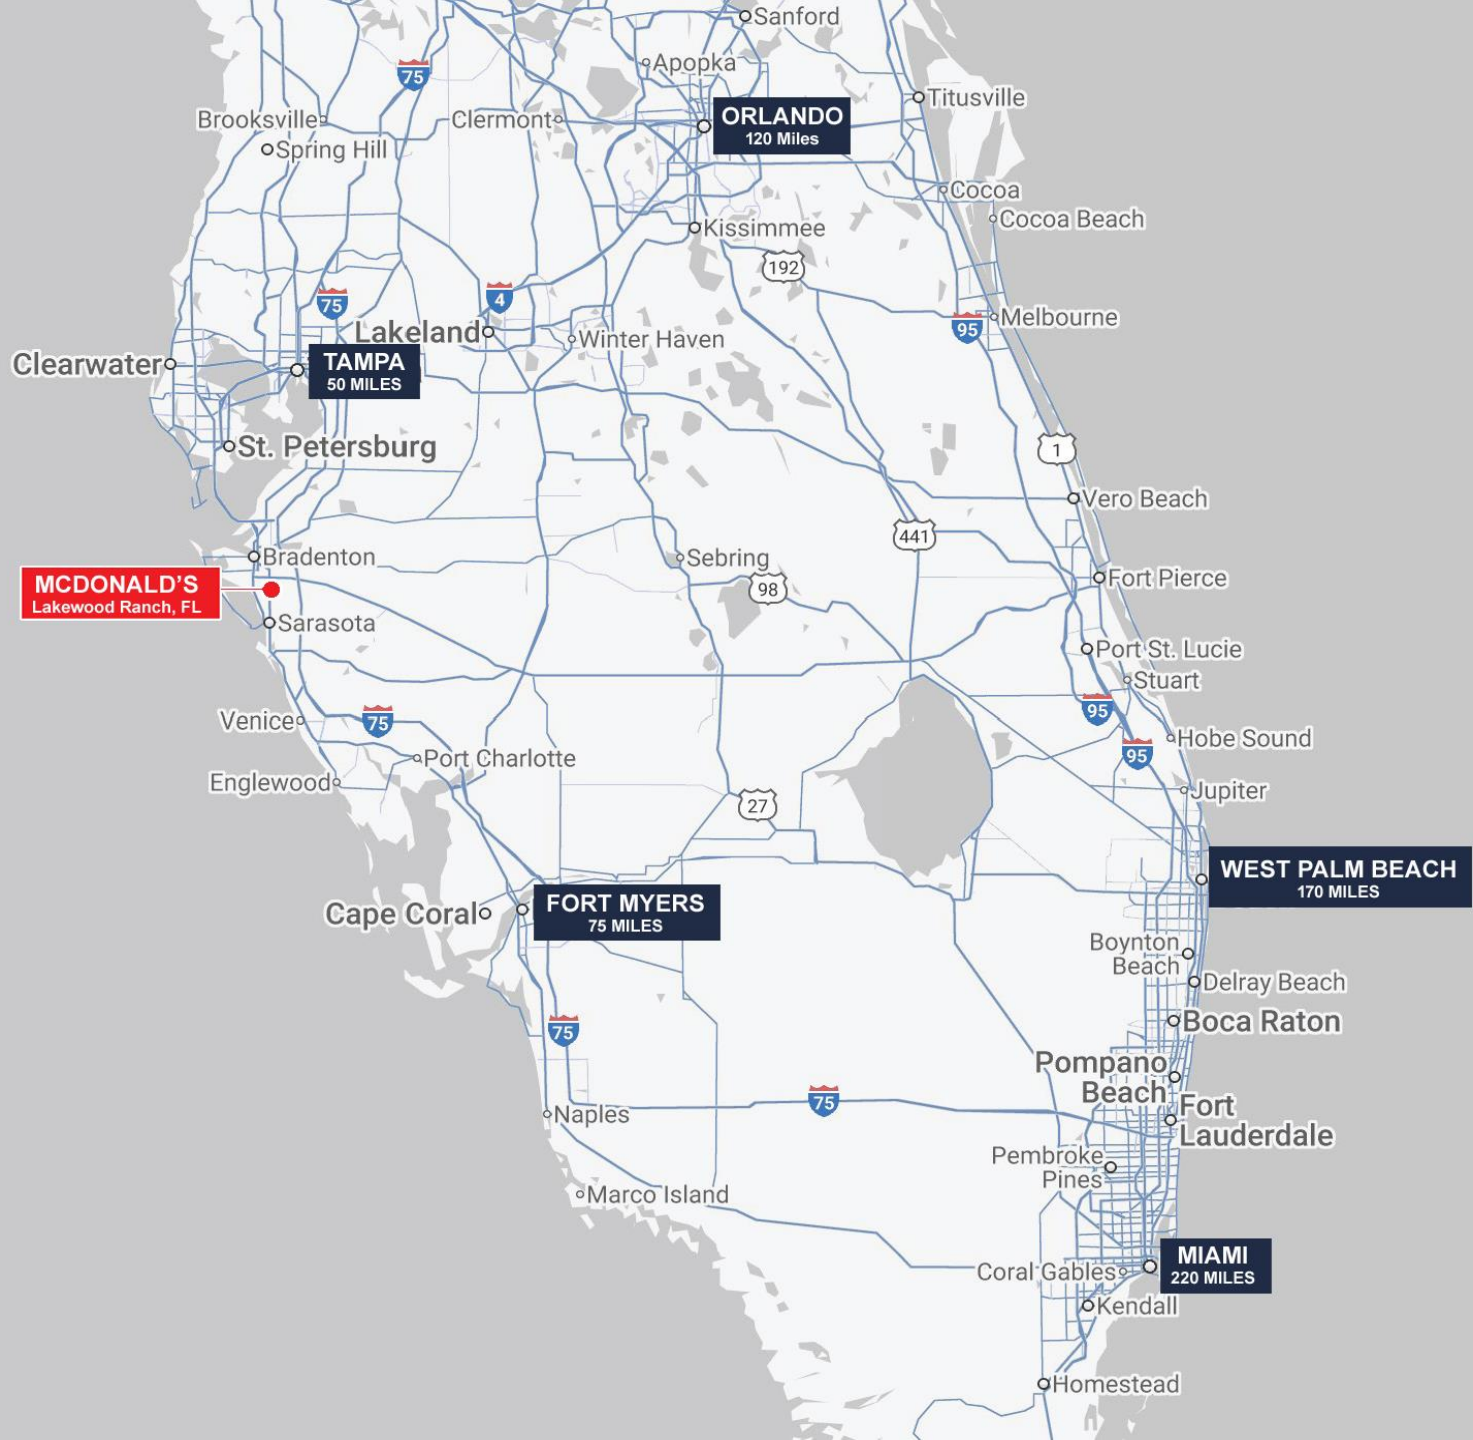 Sanford
Apopka
75
Titusville
Brooksville
Clermont
ORLANDO
120 Miles
Spring Hill
Cocoa
Cocoa Beach
Kissimmee
192
75
4
Lakeland
Winter Haven
95
Melbourne
Clearwater
TAMPA
50 MILES
St. Petersburg
1
Vero Beach
441
Bradenton
Sebring
98
Fort Pierce
MCDONALD'S
Lakewood Ranch, FL
Sarasota
Port St. Lucie
Stuart
95
Venice
75
Hobe Sound
95
Port Charlotte
Englewood
27
Jupiter
WEST PALM BEACH
170 MILES
Cape Coral
FORT MYERS
75 MILES
Boynton
Beach
Delray Beach
Boca Raton
75
Pompano
Beach
75
Naples
Fort
Lauderdale
Pembroke
Pines
Marco Island
MIAMI
220 MILES
Coral Gables
Kendall
Homestead